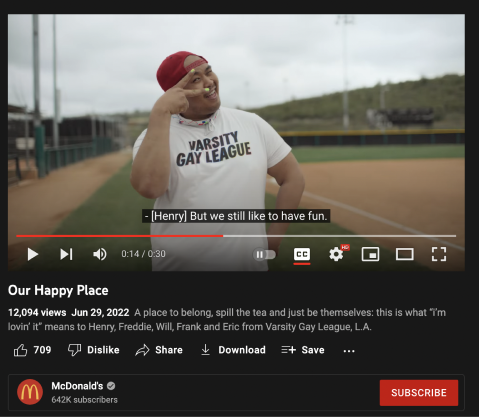 VARSITY
GAY LEAGUE
- [Henry] But we still like to have fun.
0:14 / 0:30
CC
HD
Our Happy Place
12,094 views Jun 29, 2022 A place to belong, spill the tea and just be themselves: this is what "i'm
lovin' it" means to Henry, Freddie, Will, Frank and Eric from Varsity Gay League, L.A.
709 Dislike Share Download Save ...
McDonald's
642K subscribers
SUBSCRIBE